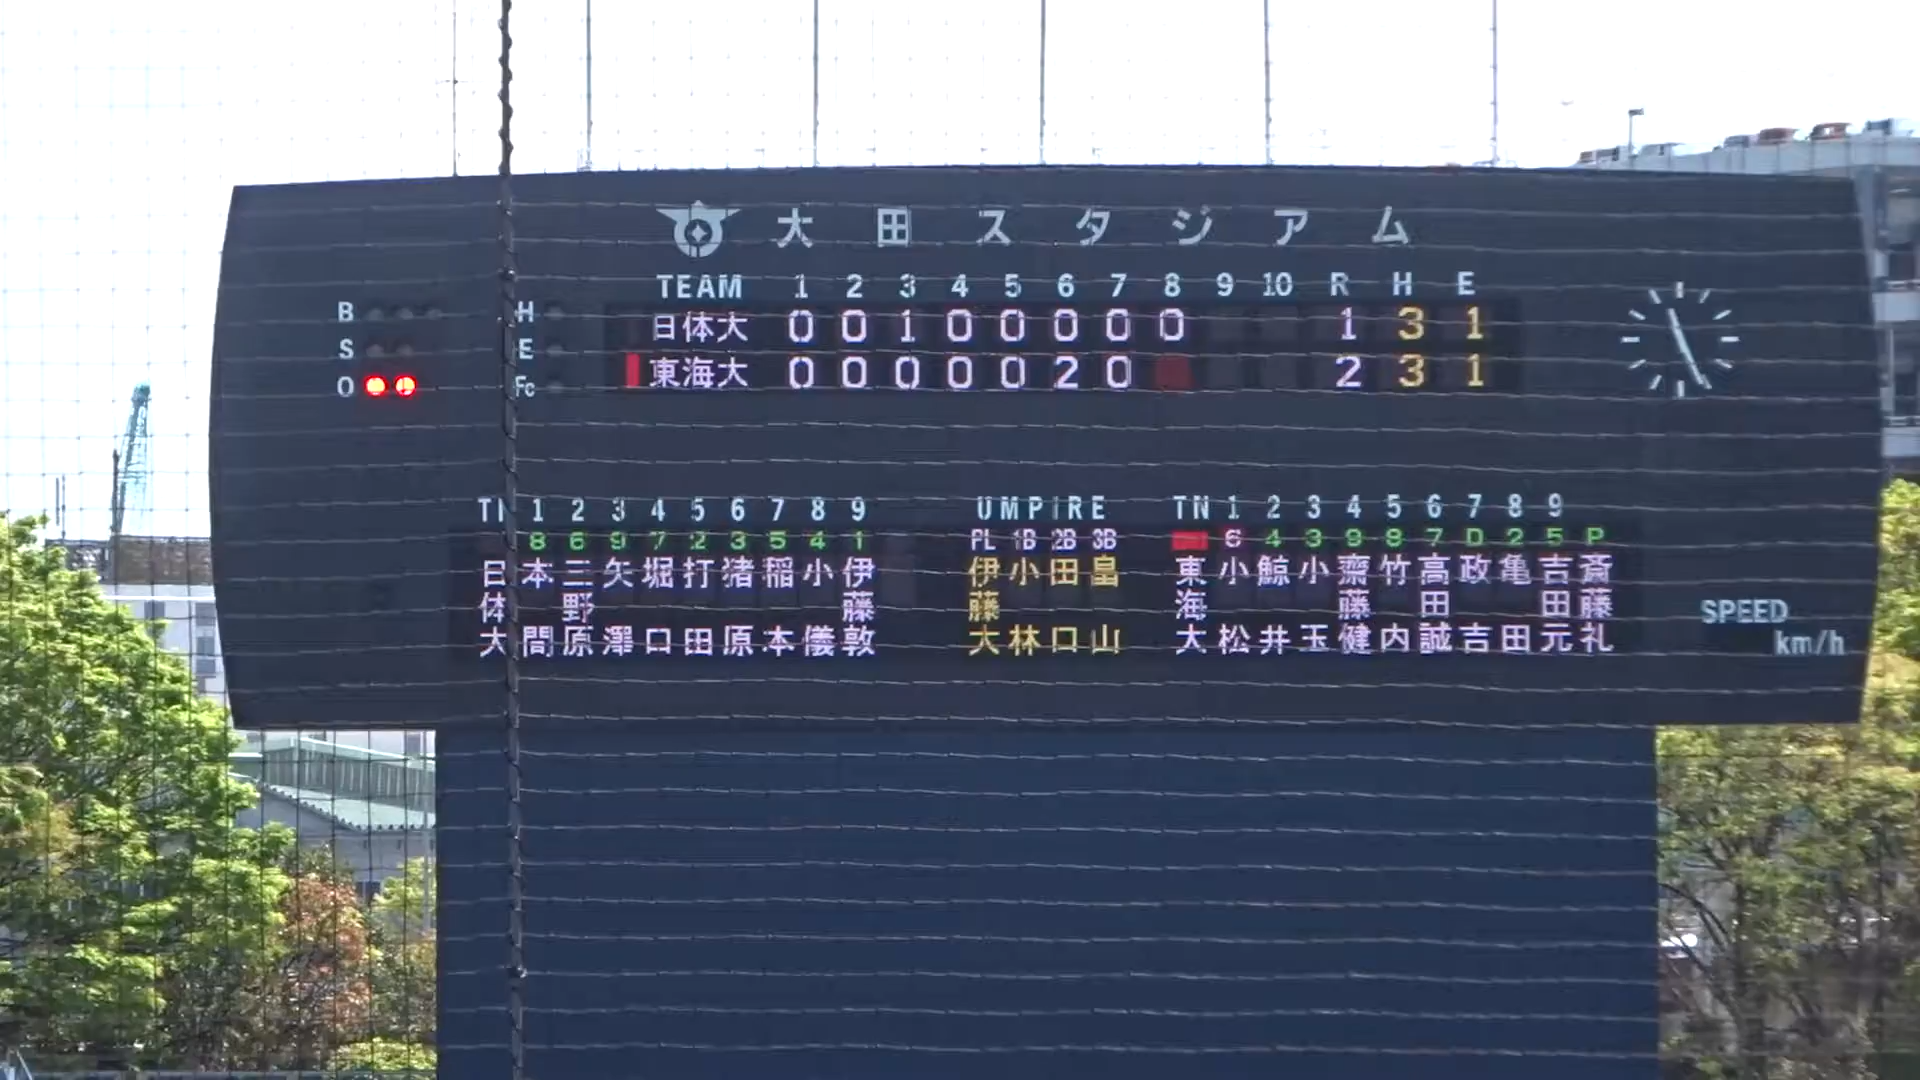 大田スタジアム
TEAM 1 2 3 4 5 6 7 8 9 10 R H E
B H
日体大 0 0 1 0 0 0 0 0 1 3 1
S E
東海大 0 0 0 0 0 2 0 2 3 1
O Fc
1 2 3 4 5 6 7 8 9 UMPIRE TN 1 2 3 4 5 6 7 8 9
8 6 9 7 2 3 5 4 1 PL 1B 2B 3B 6 4 3 9 8 7 D 2 5 P
日体大 本間 三野原 矢澤 堀口 打田 猪原 稲本 小儀 伊藤敦
伊藤大 小林 田口 畠山
東海大 小松 鯨井 小玉 齋藤健 竹内 高田誠 政吉 亀田 吉田元 斎藤礼
SPEED
km/h